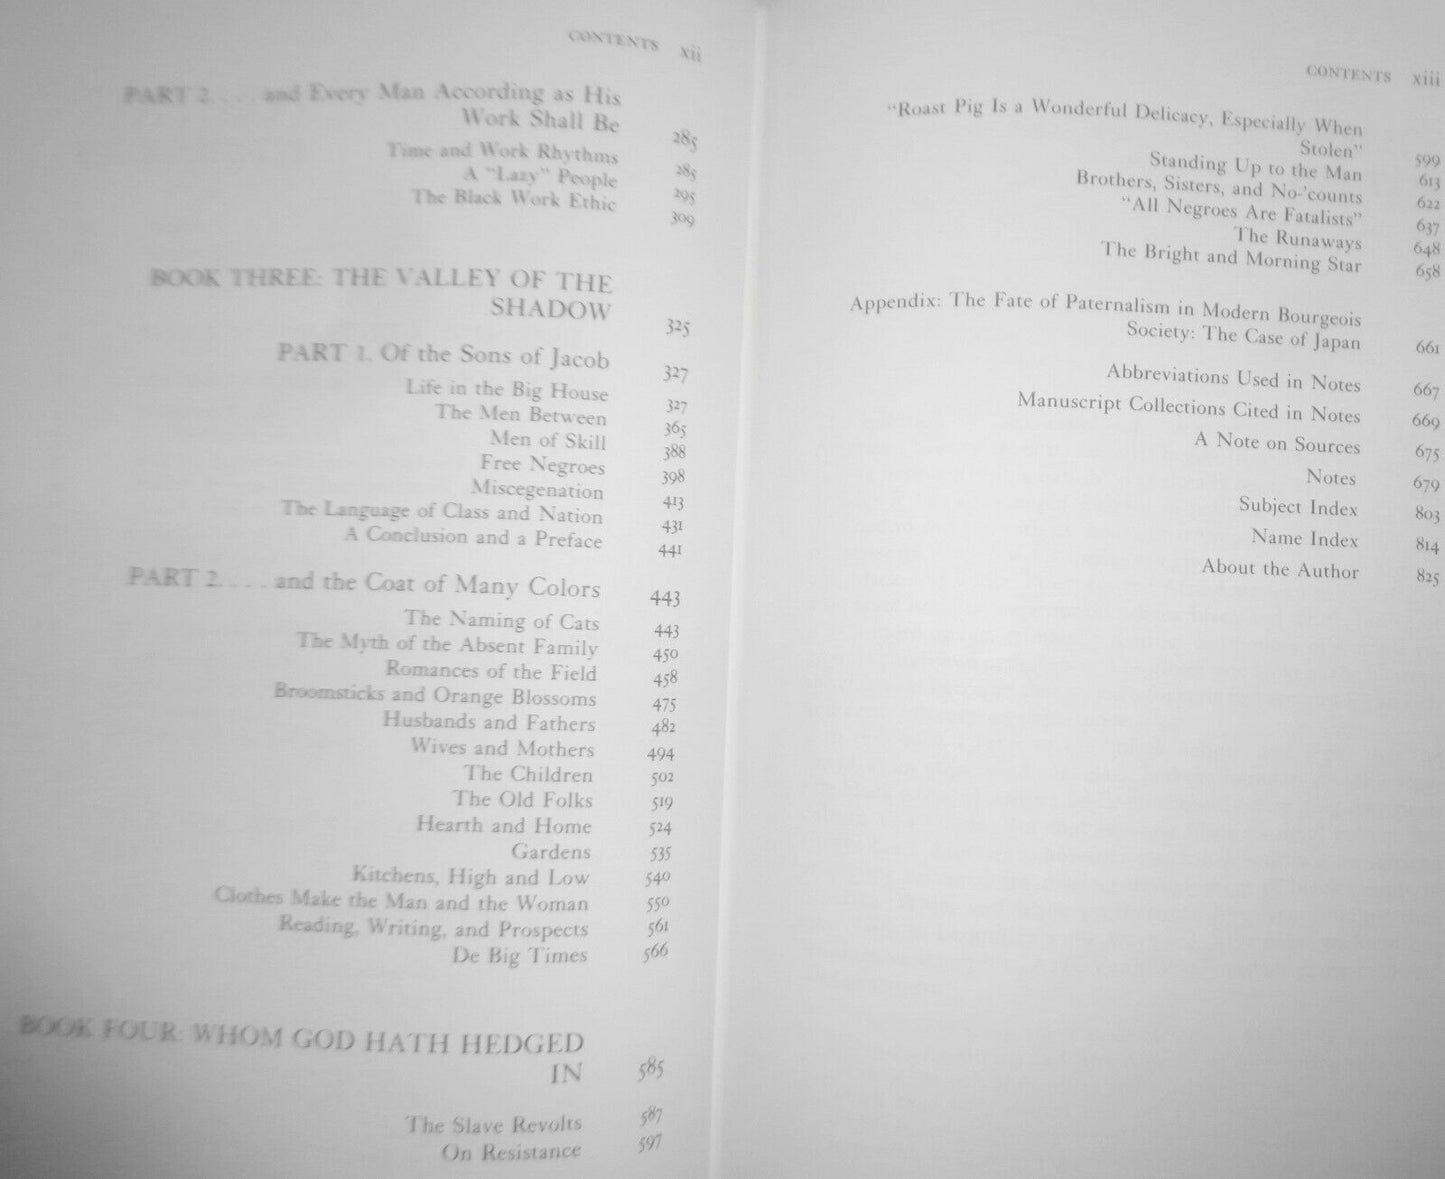 CONTENTS xii
PART 2. . . . and Every Man According as His
Work Shall Be 285
Time and Work Rhythms 285
A "Lazy" People 295
The Black Work Ethic 309
BOOK THREE: THE VALLEY OF THE
SHADOW 325
PART 1. Of the Sons of Jacob 327
Life in the Big House 327
The Men Between 365
Men of Skill 388
Free Negroes 398
Miscegenation 413
The Language of Class and Nation 431
A Conclusion and a Preface 441
PART 2. . . . and the Coat of Many Colors 443
The Naming of Cats 443
The Myth of the Absent Family 450
Romances of the Field 458
Broomsticks and Orange Blossoms 475
Husbands and Fathers 482
Wives and Mothers 494
The Children 502
The Old Folks 519
Hearth and Home 524
Gardens 535
Kitchens, High and Low 540
Clothes Make the Man and the Woman 550
Reading, Writing, and Prospects 561
De Big Times 566
BOOK FOUR: WHOM GOD HATH HEDGED
IN 585
The Slave Revolts 587
On Resistance 597
CONTENTS xiii
"Roast Pig Is a Wonderful Delicacy, Especially When
Stolen" 599
Standing Up to the Man 613
Brothers, Sisters, and No-'counts 622
"All Negroes Are Fatalists" 637
The Runaways 648
The Bright and Morning Star 658
Appendix: The Fate of Paternalism in Modern Bourgeois
Society: The Case of Japan 661
Abbreviations Used in Notes 667
Manuscript Collections Cited in Notes 669
A Note on Sources 675
Notes 679
Subject Index 803
Name Index 814
About the Author 825